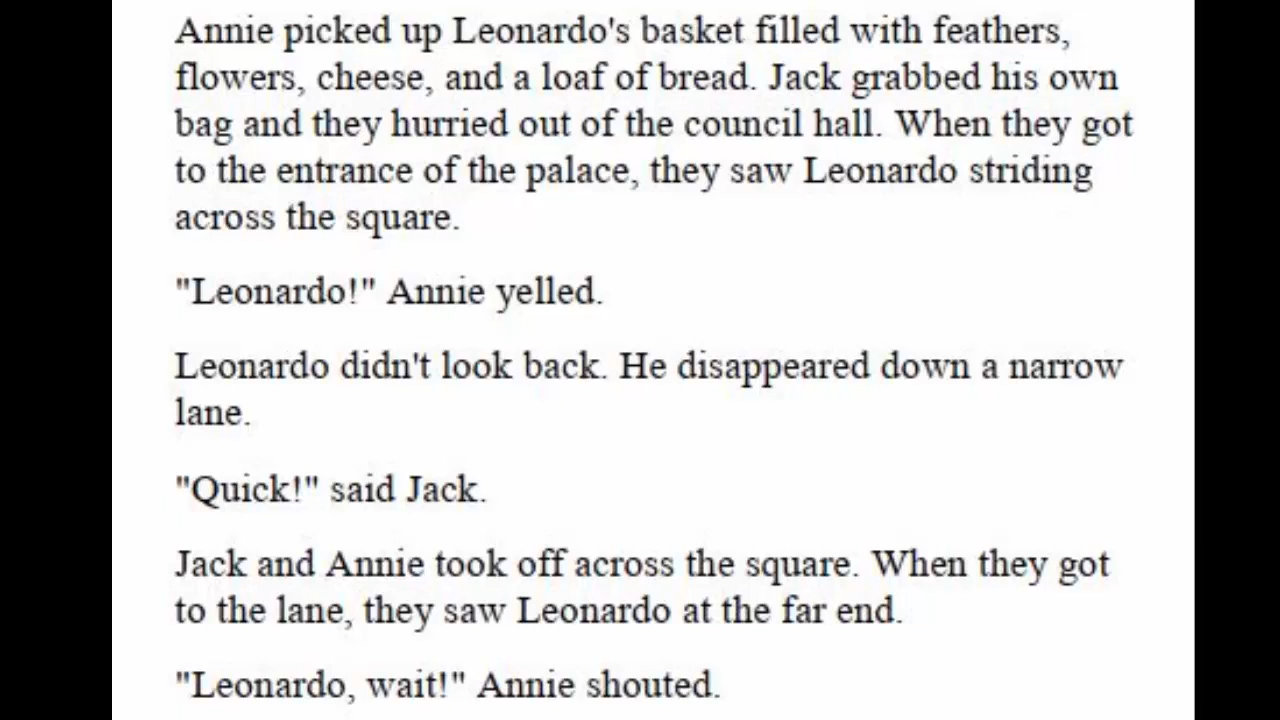 Annie picked up Leonardo's basket filled with feathers,
flowers, cheese, and a loaf of bread. Jack grabbed his own
bag and they hurried out of the council hall. When they got
to the entrance of the palace, they saw Leonardo striding
across the square.
"Leonardo!" Annie yelled.
Leonardo didn't look back. He disappeared down a narrow
lane.
"Quick!" said Jack.
Jack and Annie took off across the square. When they got
to the lane, they saw Leonardo at the far end.
"Leonardo, wait!" Annie shouted.